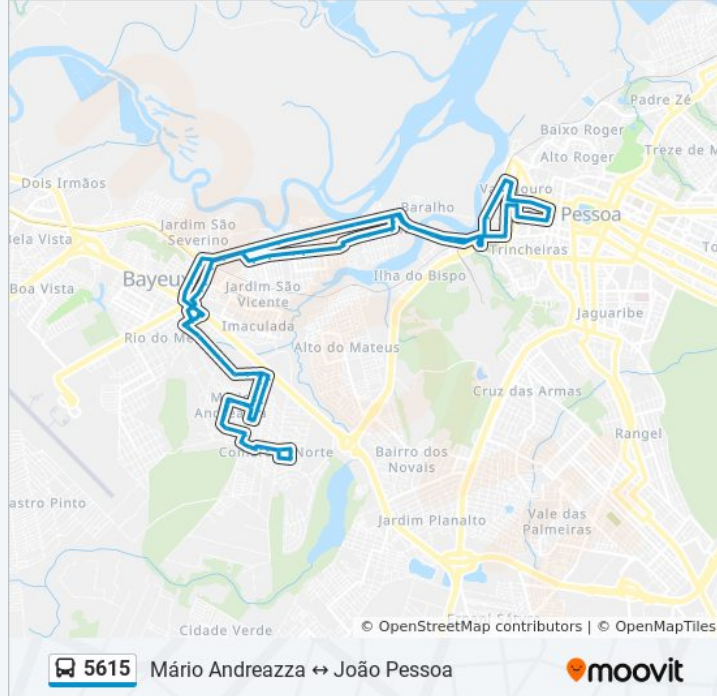 Padre Zé
Baixo Roger
Alto Roger
Treze de M
Dois Irmãos
Baralho
Pessoa
Jardim São
Severino
Trincheiras
Bela Vista
Ilha do Bispo
Bayeux
Boa Vista
Jardim São
Vicente
Jaguaribe
Imaculada
Rio do Me
Alto do Mateus
Cruz das Armas
Andreazza
Rangel
Norte
Bairro dos
Novais
astro Pinto
Vale das
Palmeiras
Jardim Planalto
Cidade Verde
© OpenStreetMap contributors | © OpenMapTiles
5615 Mário Andreazza ↔ João Pessoa
moovit